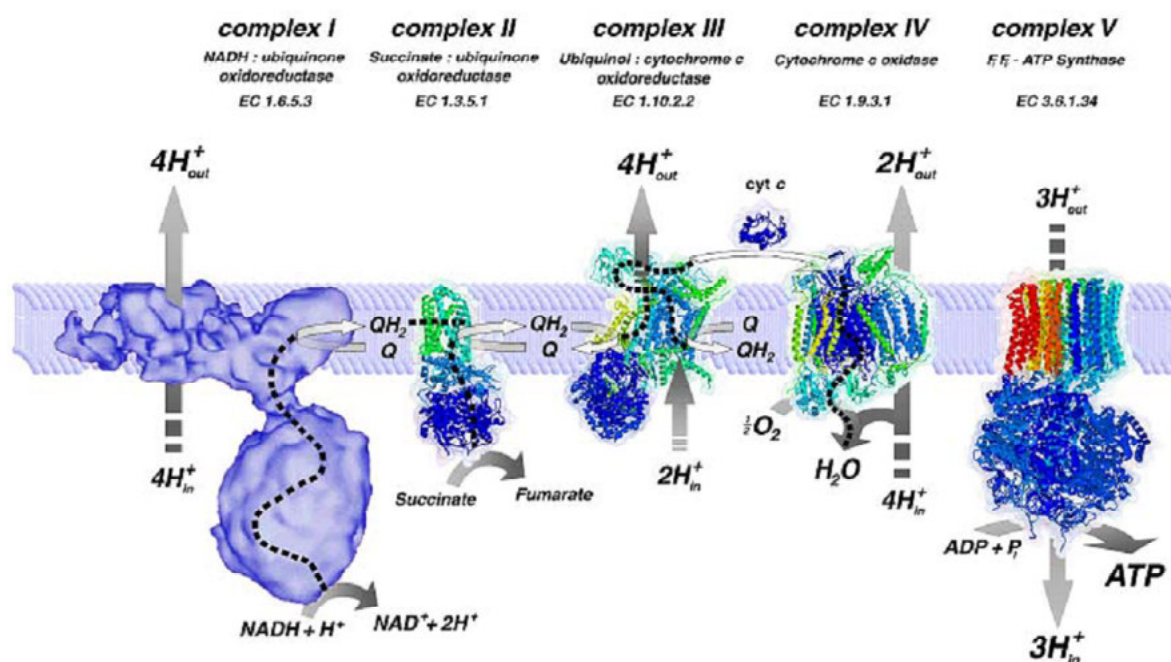 complex I
NADH : ubiquinone
oxidoreductase
EC 1.6.5.3
complex II
Succinate : ubiquinone
oxidoreductase
EC 1.3.5.1
complex III
Ubiquinol : cytochrome c
oxidoreductase
EC 1.10.2.2
complex IV
Cytochrome c oxidase
EC 1.9.3.1
complex V
F₁F₀ - ATP Synthase
EC 3.6.1.34
4H⁺out
4H⁺out
cyt c
2H⁺out
3H⁺out
QH₂
Q
QH₂
Q
Q
QH₂
4H⁺in
Succinate
Fumarate
2H⁺in
½O₂
H₂O
4H⁺in
ADP + Pi
ATP
NADH + H⁺
NAD⁺ + 2H⁺
3H⁺in